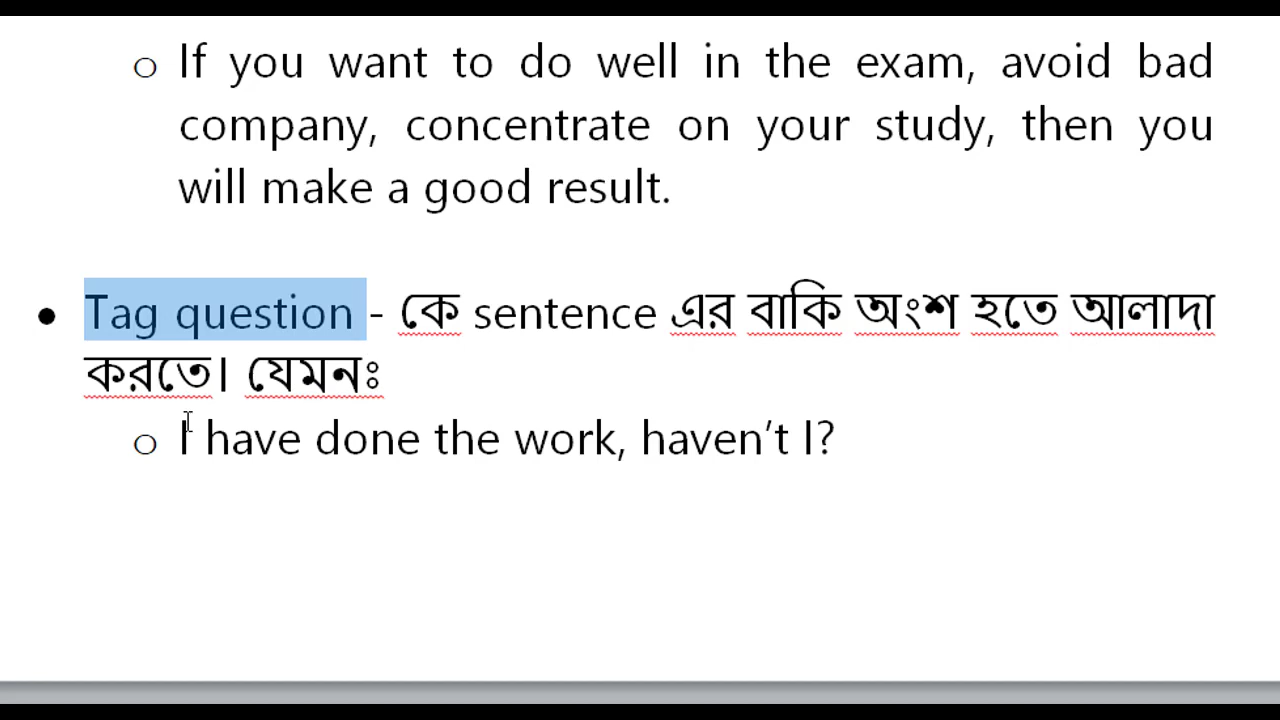 o If you want to do well in the exam, avoid bad
company, concentrate on your study, then you
will make a good result.
• Tag question - কে sentence এর বাকি অংশ হতে আলাদা
করতে। যেমনঃ
o I have done the work, haven’t I?